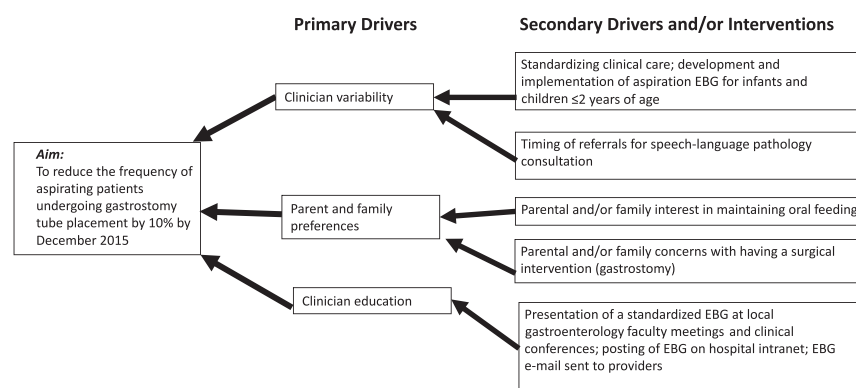 Primary Drivers
Secondary Drivers and/or Interventions
Aim:
To reduce the frequency of
aspirating patients
undergoing gastrostomy
tube placement by 10% by
December 2015
Clinician variability
Parent and family
preferences
Clinician education
Standardizing clinical care; development and
implementation of aspiration EBG for infants and
children ≤2 years of age
Timing of referrals for speech-language pathology
consultation
Parental and/or family interest in maintaining oral feeding
Parental and/or family concerns with having a surgical
intervention (gastrostomy)
Presentation of a standardized EBG at local
gastroenterology faculty meetings and clinical
conferences; posting of EBG on hospital intranet; EBG
e-mail sent to providers